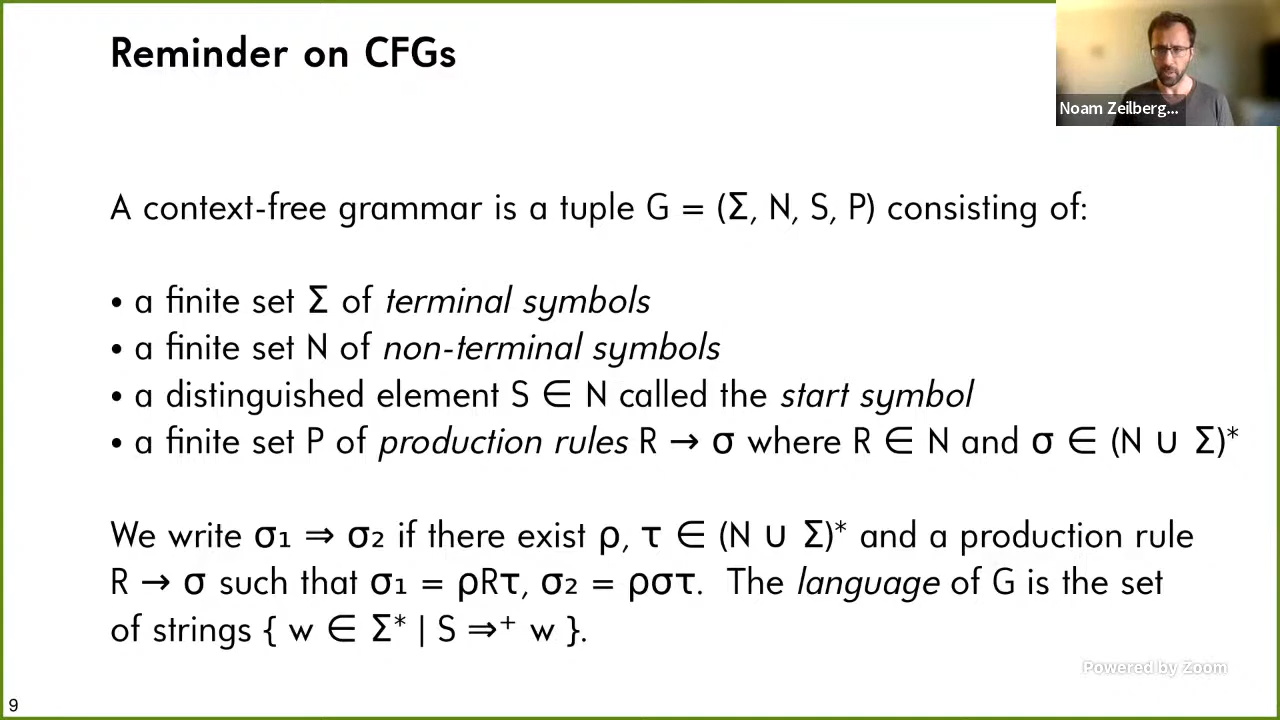 Reminder on CFGs
Noam Zeilberg...
A context-free grammar is a tuple G = (Σ, N, S, P) consisting of:
• a finite set Σ of terminal symbols
• a finite set N of non-terminal symbols
• a distinguished element S ∈ N called the start symbol
• a finite set P of production rules R → σ where R ∈ N and σ ∈ (N ∪ Σ)*
We write σ₁ ⇒ σ₂ if there exist ρ, τ ∈ (N ∪ Σ)* and a production rule
R → σ such that σ₁ = ρRτ, σ₂ = ρστ. The language of G is the set
of strings { w ∈ Σ* | S ⇒⁺ w }.
Powered by Zoom
9